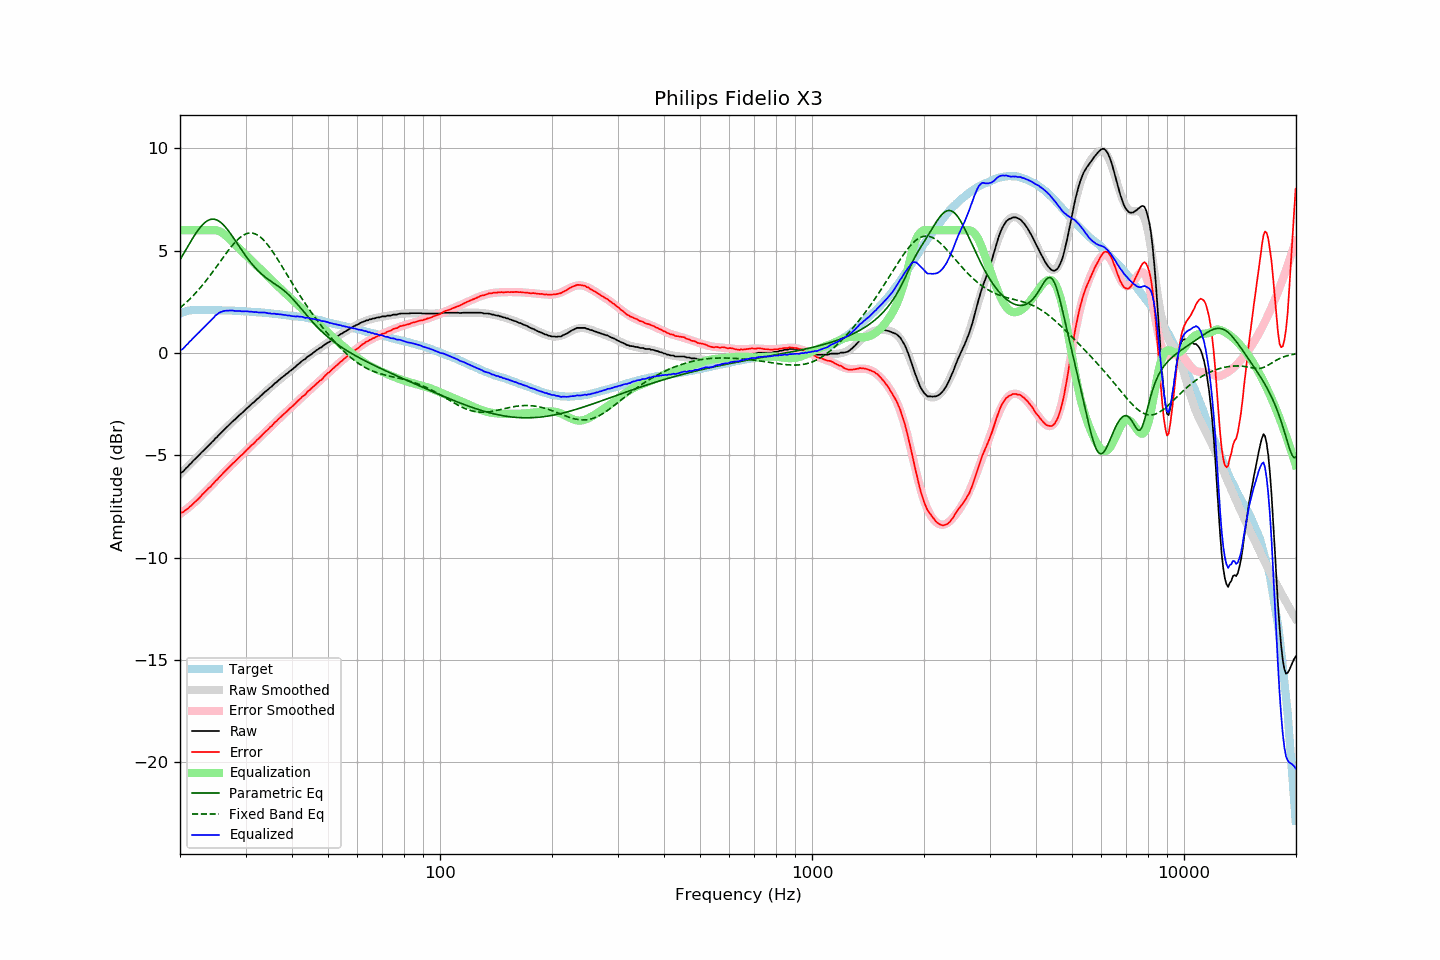 Philips Fidelio X3
Amplitude (dBr)
10
5
0
−5
−10
−15
−20
Target
Raw Smoothed
Error Smoothed
Raw
Error
Equalization
Parametric Eq
Fixed Band Eq
Equalized
100
1000
10000
Frequency (Hz)